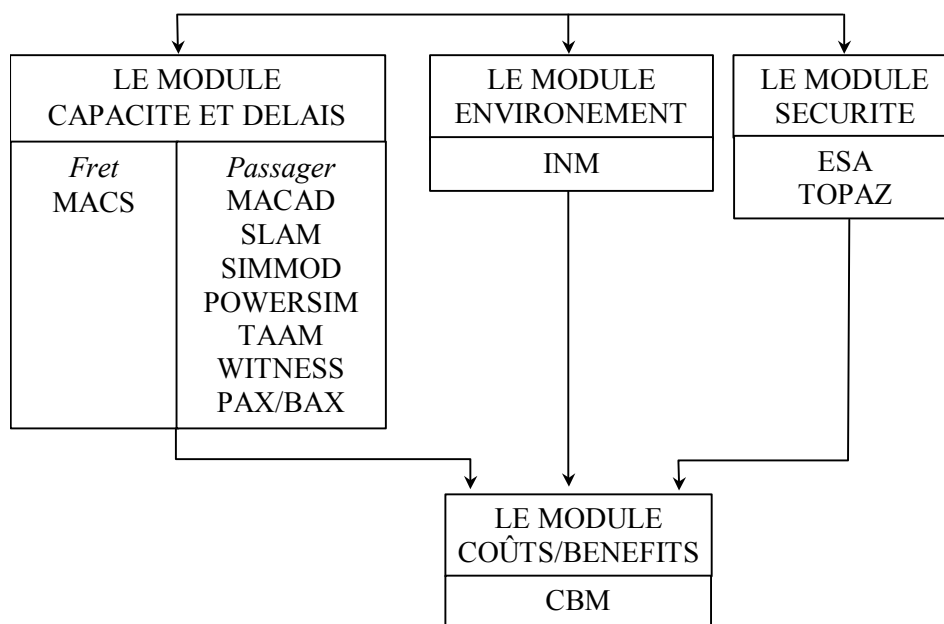 LE MODULE
CAPACITE ET DELAIS
Fret
MACS
Passager
MACAD
SLAM
SIMMOD
POWERSIM
TAAM
WITNESS
PAX/BAX
LE MODULE
ENVIRONEMENT
INM
LE MODULE
SECURITE
ESA
TOPAZ
LE MODULE
COÛTS/BENEFITS
CBM